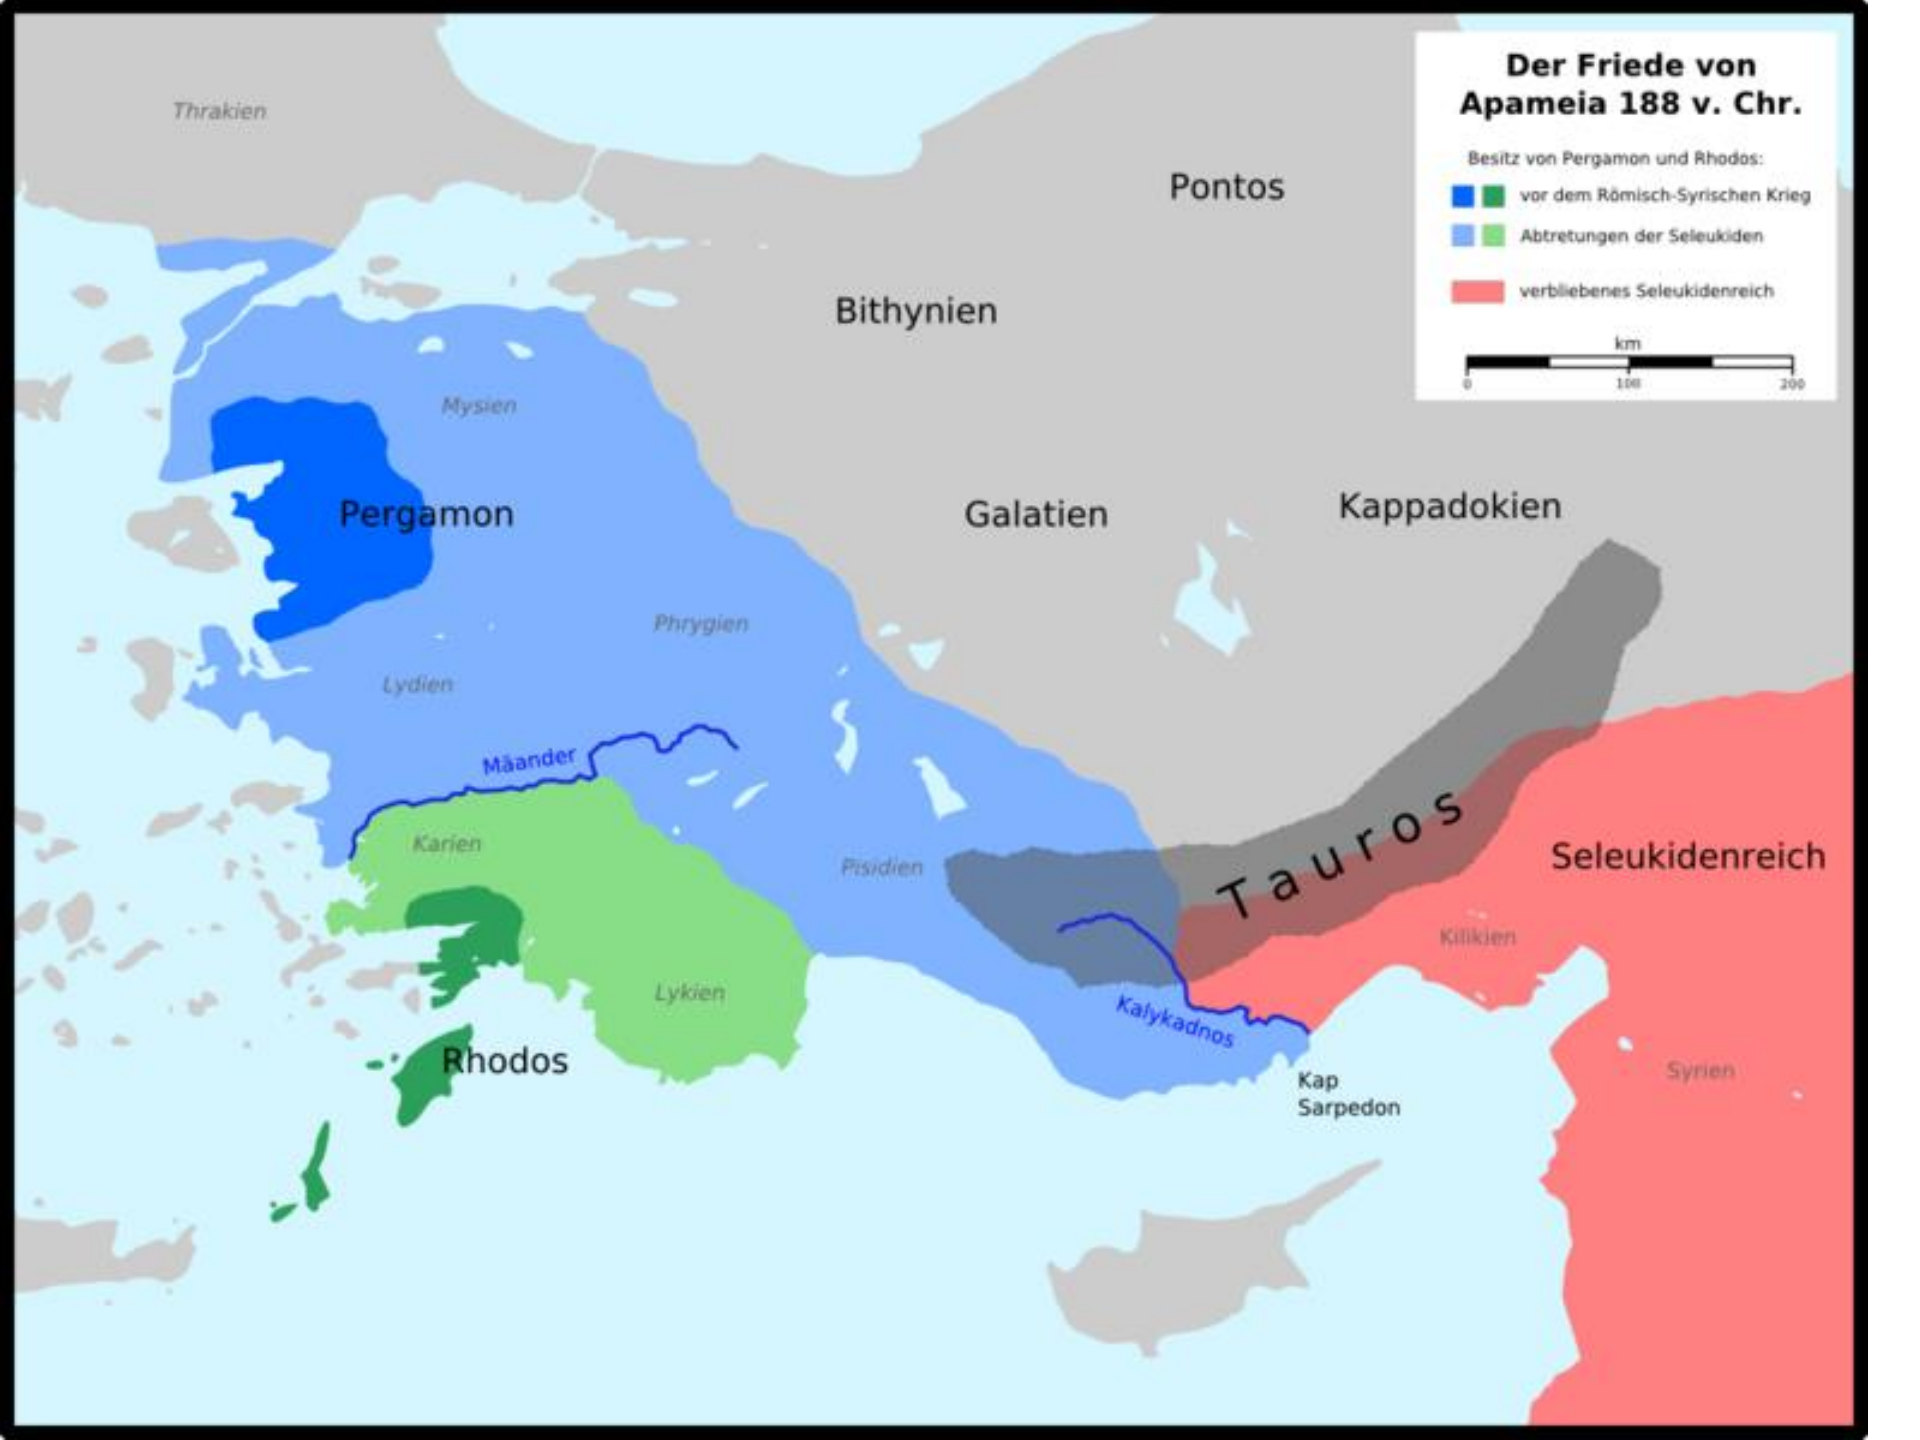 Der Friede von
Apameia 188 v. Chr.
Besitz von Pergamon und Rhodos:
vor dem Römisch-Syrischen Krieg
Abtretungen der Seleukiden
verbliebenes Seleukidenreich
km
0 100 200
Thrakien
Pontos
Bithynien
Mysien
Pergamon
Galatien
Kappadokien
Phrygien
Lydien
Mäander
Karien
Pisidien
Tauros
Seleukidenreich
Kilikien
Lykien
Kalykadnos
Rhodos
Kap
Sarpedon
Syrien